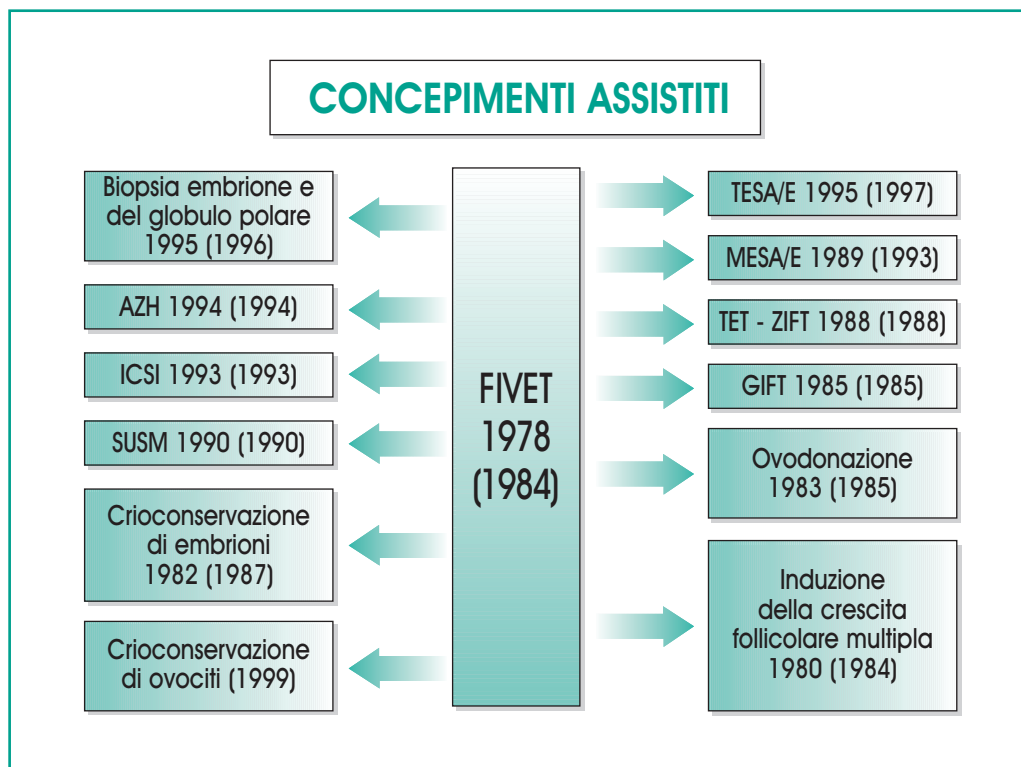 CONCEPIMENTI ASSISTITI
Biopsia embrione e
del globulo polare
1995 (1996)
AZH 1994 (1994)
ICSI 1993 (1993)
SUSM 1990 (1990)
Crioconservazione
di embrioni
1982 (1987)
Crioconservazione
di ovociti (1999)
FIVET
1978
(1984)
TESA/E 1995 (1997)
MESA/E 1989 (1993)
TET - ZIFT 1988 (1988)
GIFT 1985 (1985)
Ovodonazione
1983 (1985)
Induzione
della crescita
follicolare multipla
1980 (1984)